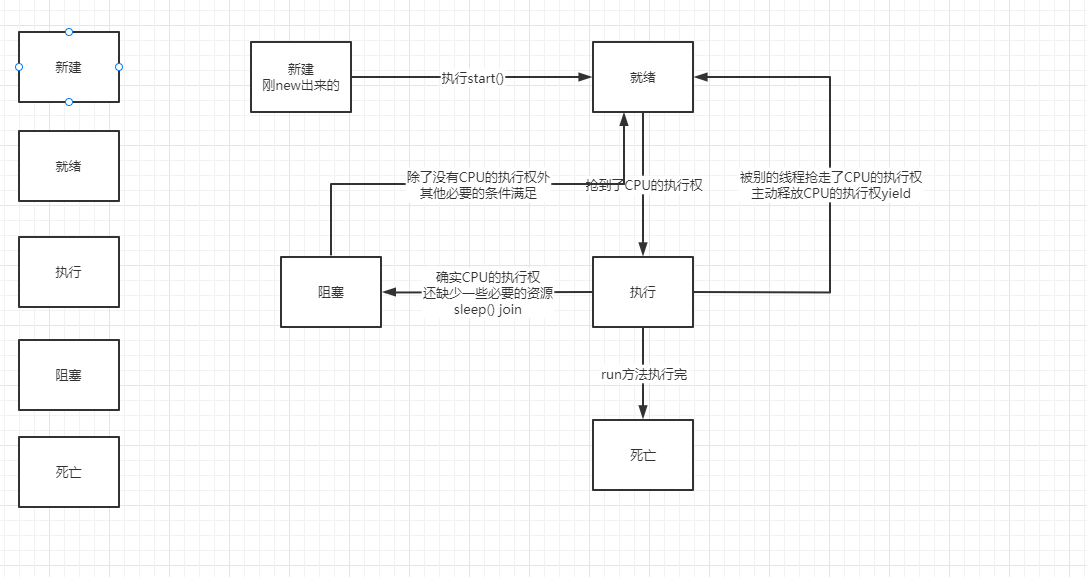 新建
就绪
执行
阻塞
死亡
新建
刚new出来的
执行start()
就绪
除了没有CPU的执行权外
其他必要的条件满足
抢到了CPU的执行权
被别的线程抢走了CPU的执行权
主动释放CPU的执行权yield
阻塞
确实CPU的执行权
还缺少一些必要的资源
sleep() join
执行
run方法执行完
死亡